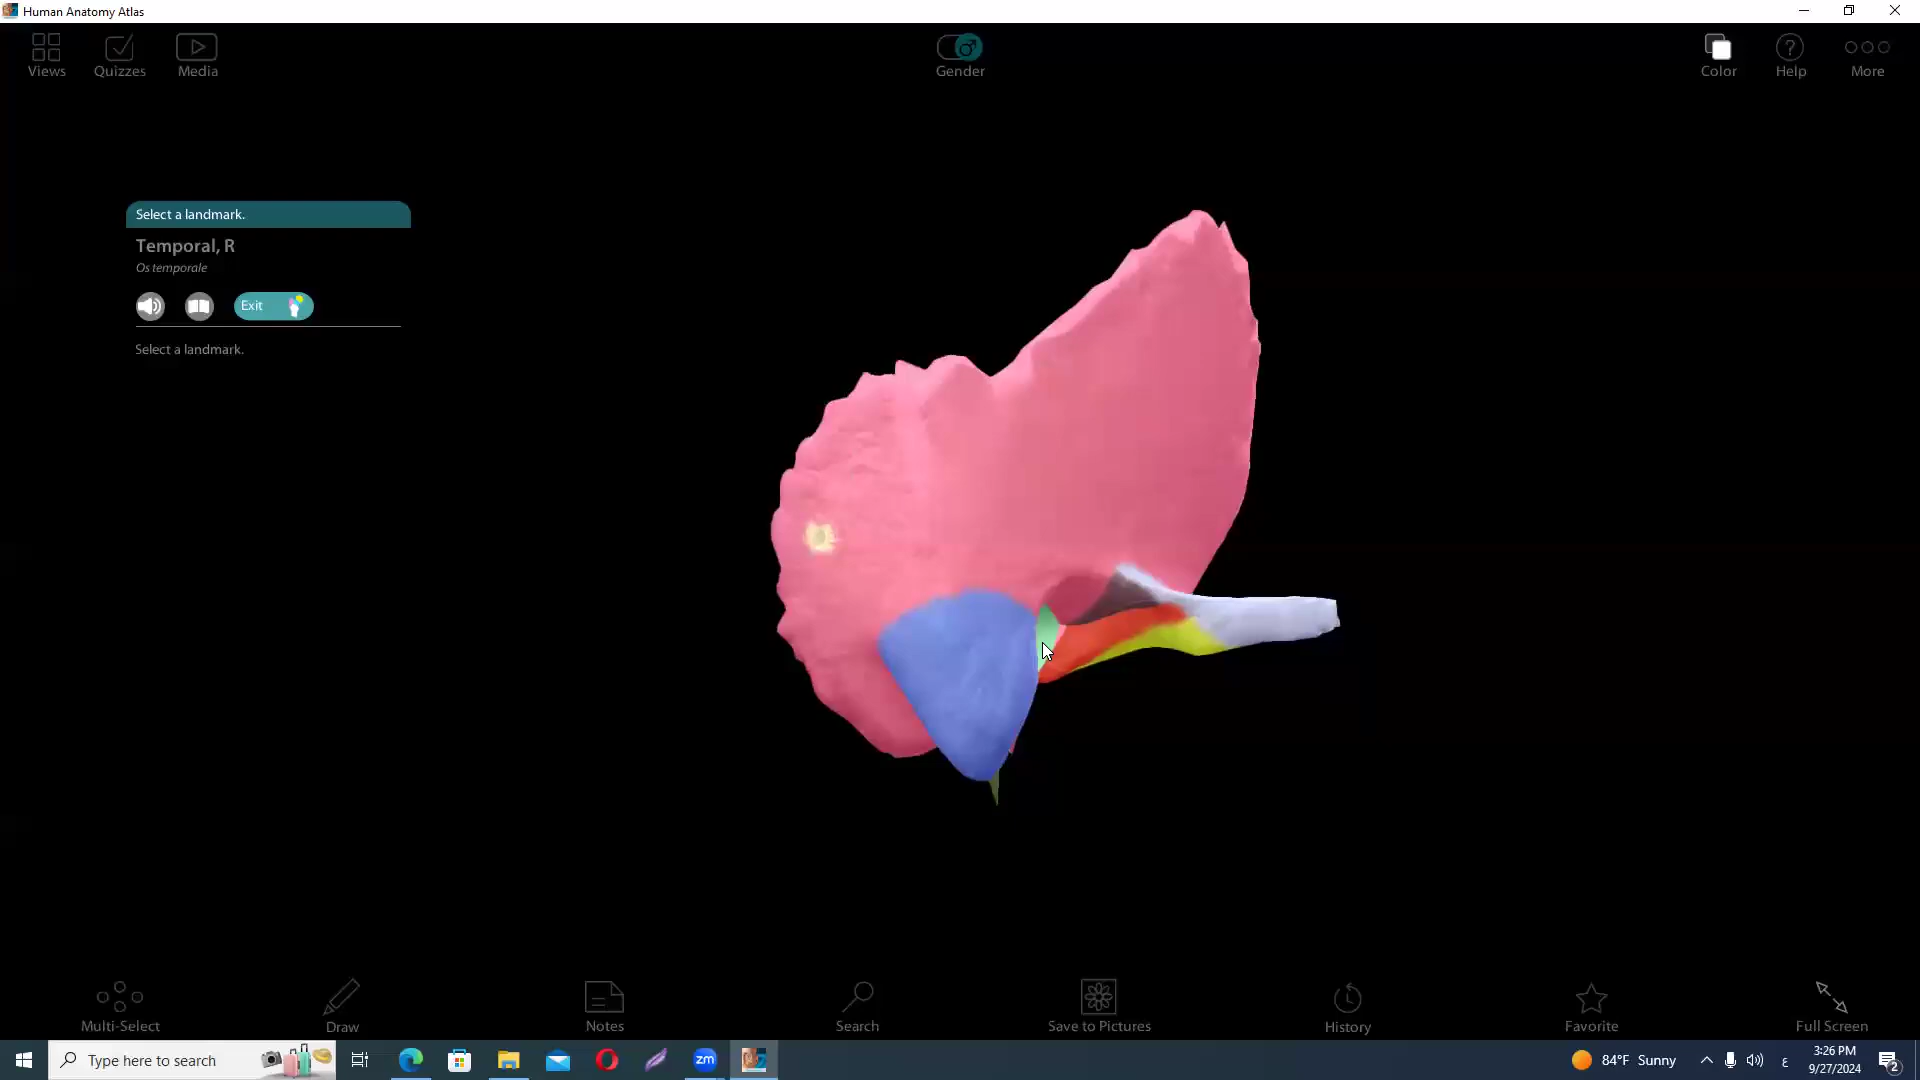 Human Anatomy Atlas
Views
Quizzes
Media
Gender
Color
Help
More
Select a landmark.
Temporal, R
Os temporale
Exit
Select a landmark.
Multi-Select
Draw
Notes
Search
Save to Pictures
History
Favorite
Full Screen
Type here to search
zm
84°F Sunny
ع
3:26 PM
9/27/2024
2